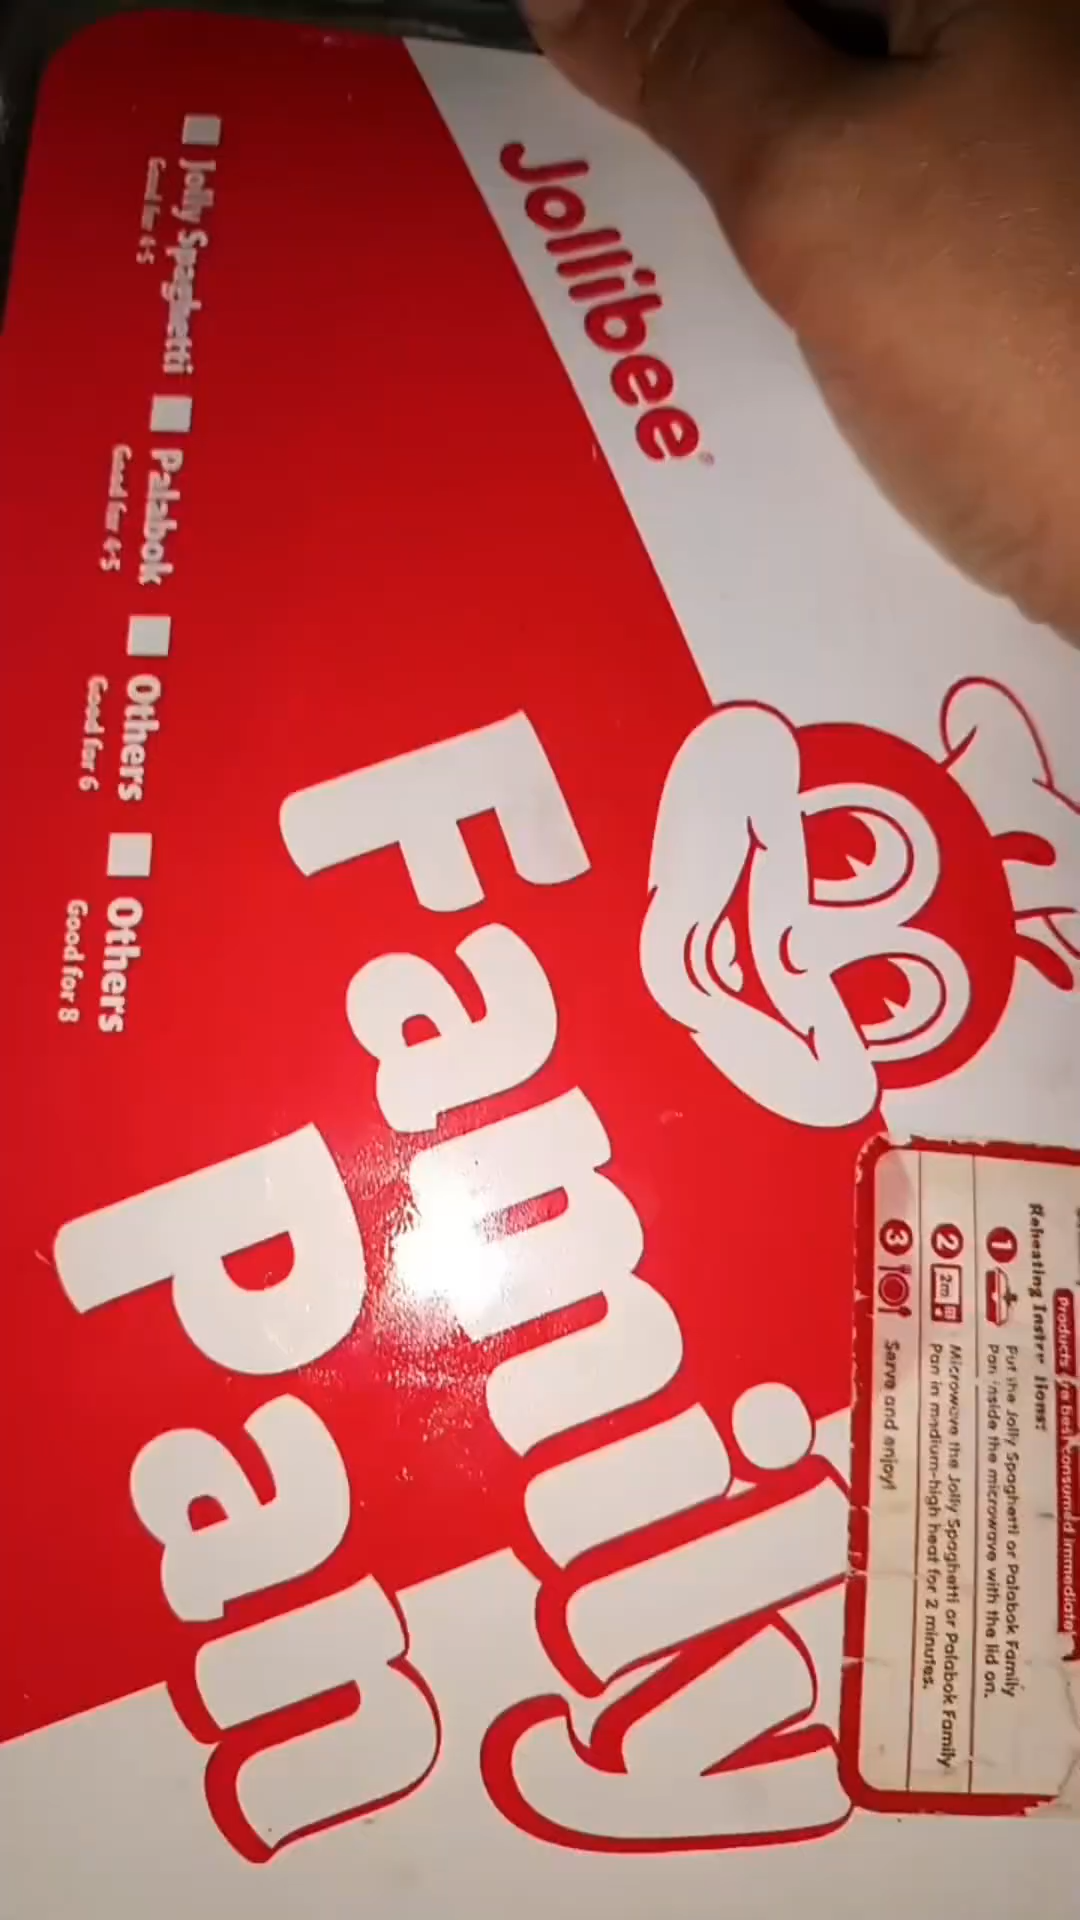 Jollibee
Family
Pan
Jolly Spaghetti
Good for 4-5
Palabok
Good for 4-5
Others
Good for 6
Others
Good for 8
Products are best consumed immediately
Reheating Instructions:
1 Put the Jolly Spaghetti or Palabok Family
Pan inside the microwave with the lid on.
2 2m Microwave the Jolly Spaghetti or Palabok Family
Pan in medium-high heat for 2 minutes.
3 Serve and enjoy!